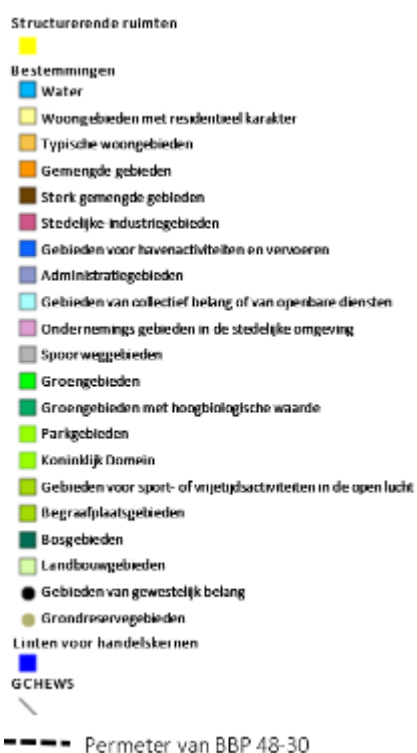 Structurerende ruimten
Bestemmingen
Water
Woongebieden met residentieel karakter
Typische woongebieden
Gemengde gebieden
Sterk gemengde gebieden
Stedelijke-industriegebieden
Gebieden voor havenactiviteiten en vervoeren
Administratiegebieden
Gebieden van collectief belang of van openbare diensten
Ondernemings gebieden in de stedelijke omgeving
Spoorweggebieden
Groengebieden
Groengebieden met hoogbiologische waarde
Parkgebieden
Koninklijk Domein
Gebieden voor sport- of vrijetijdsactiviteiten in de open lucht
Begraafplaatsgebieden
Bosgebieden
Landbouwgebieden
Gebieden van gewestelijk belang
Grondreservegebieden
Linten voor handelskernen
GCHEWS
Permeter van BBP 48-30